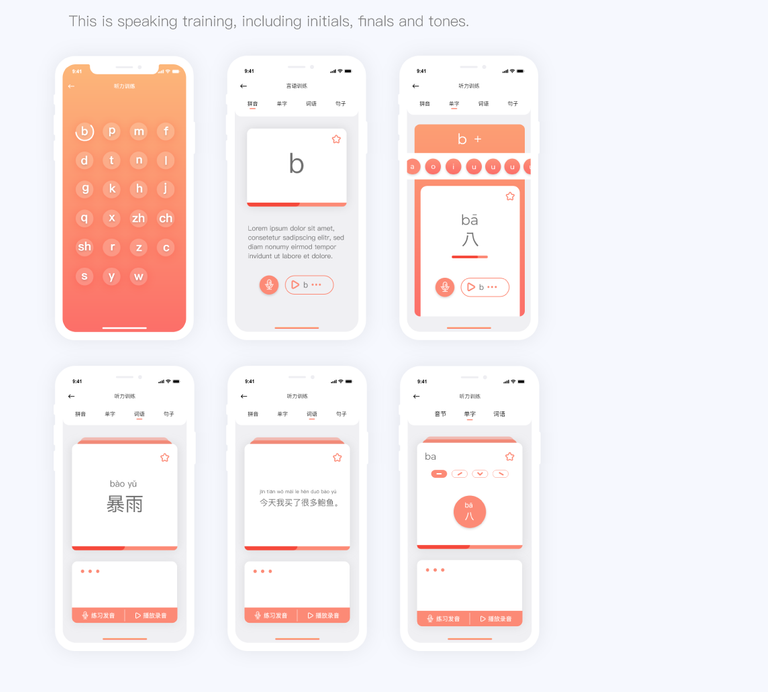 This is speaking training, including initials, finals and tones.
9:41
听力训练
b p m f
d t n l
g k h j
q x zh ch
sh r z c
s y w
9:41
言语训练
拼音 单字 词语 句子
b
Lorem ipsum dolor sit amet,
consetetur sadipscing elitr, sed
diam nonumy eirmod tempor
invidunt ut labore et dolore.
b
9:41
听力训练
拼音 单字 词语 句子
b +
a o i u u u
bā
八
b
9:41
听力训练
拼音 单字 词语 句子
bào yǔ
暴雨
练习发音 播放录音
9:41
听力训练
拼音 单字 词语 句子
jīn tiān wǒ mǎi le hěn duō bào yú
今天我买了很多鲍鱼。
练习发音 播放录音
9:41
听力训练
音节 单字 词语
ba
bā
八
练习发音 播放录音